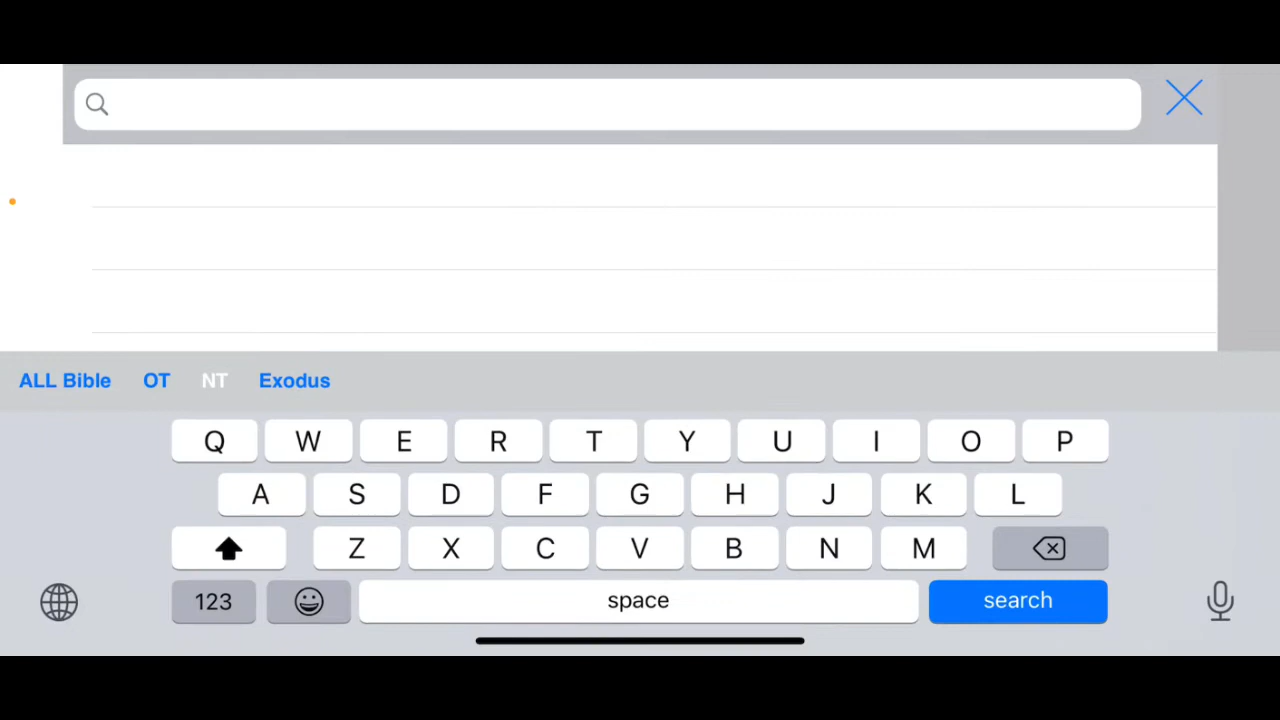 ALL Bible OT NT Exodus
Q W E R T Y U I O P
A S D F G H J K L
Z X C V B N M
123 space search